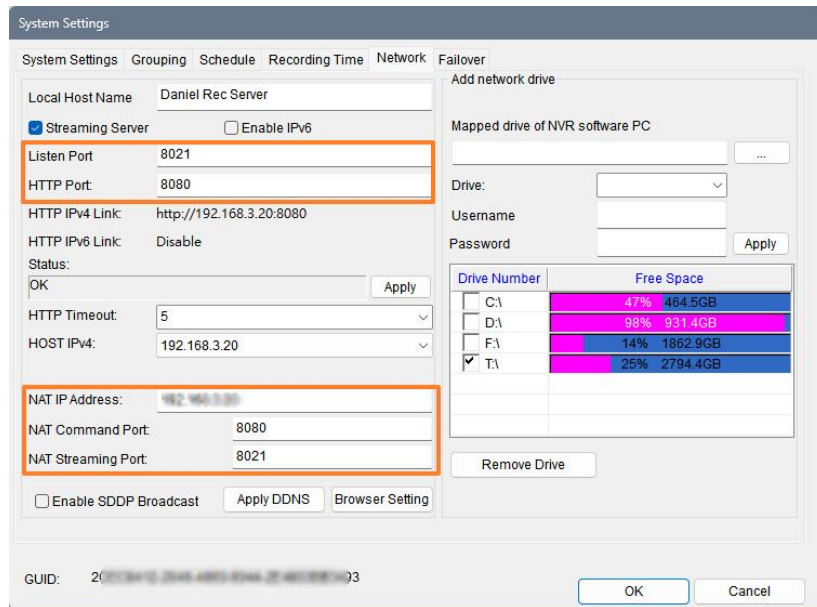 System Settings
System Settings Grouping Schedule Recording Time Network Failover
Local Host Name Daniel Rec Server
Streaming Server Enable IPv6
Listen Port 8021
HTTP Port: 8080
HTTP IPv4 Link: http://192.168.3.20:8080
HTTP IPv6 Link: Disable
Status:
OK Apply
HTTP Timeout: 5
HOST IPv4: 192.168.3.20
NAT IP Address:
NAT Command Port: 8080
NAT Streaming Port: 8021
Enable SDDP Broadcast Apply DDNS Browser Setting
Add network drive
Mapped drive of NVR software PC
...
Drive:
Username
Password Apply
Drive Number Free Space
C:\ 47% 464.5GB
D:\ 98% 931.4GB
F:\ 14% 1862.9GB
T:\ 25% 2794.4GB
Remove Drive
GUID:
OK Cancel